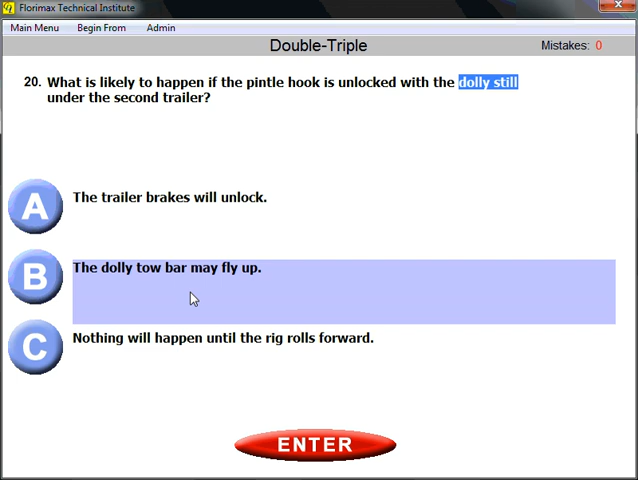 Florimax Technical Institute
Main Menu Begin From Admin
Double-Triple Mistakes: 0
20. What is likely to happen if the pintle hook is unlocked with the dolly still
under the second trailer?
A The trailer brakes will unlock.
B The dolly tow bar may fly up.
C Nothing will happen until the rig rolls forward.
ENTER